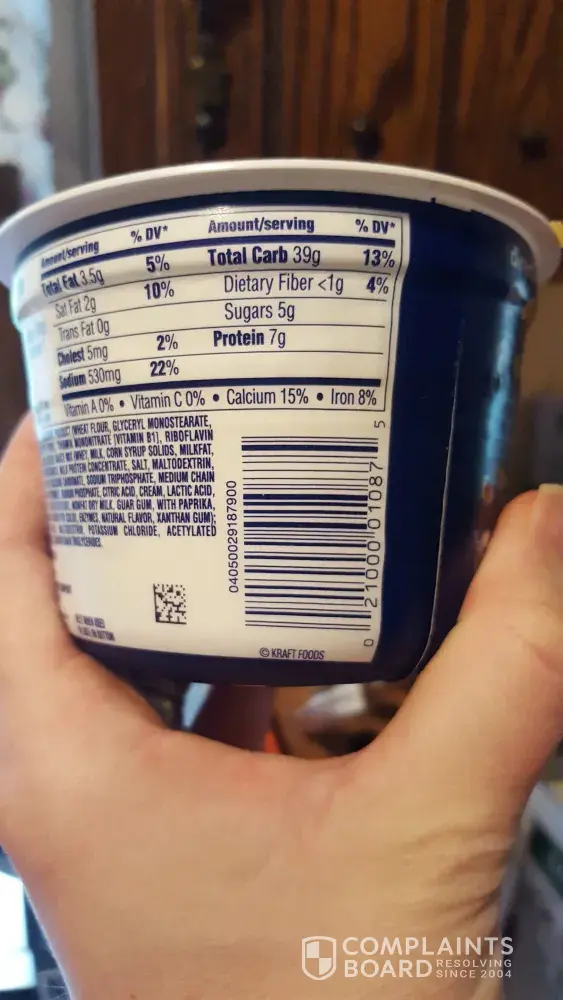 Amount/serving % DV* Amount/serving % DV*
Total Fat 3.5g 5% Total Carb 39g 13%
Sat Fat 2g 10% Dietary Fiber <1g 4%
Trans Fat 0g Sugars 5g
Cholest 5mg 2% Protein 7g
Sodium 530mg 22%
Vitamin A 0% • Vitamin C 0% • Calcium 15% • Iron 8%
(WHEAT FLOUR, GLYCERYL MONOSTEARATE,
MONONITRATE [VITAMIN B1], RIBOFLAVIN
MILK, CORN SYRUP SOLIDS, MILKFAT,
MILK PROTEIN CONCENTRATE, SALT, MALTODEXTRIN,
SODIUM TRIPHOSPHATE, MEDIUM CHAIN
PHOSPHATE, CITRIC ACID, CREAM, LACTIC ACID,
NONFAT DRY MILK, GUAR GUM, WITH PAPRIKA,
ENZYMES, NATURAL FLAVOR, XANTHAN GUM);
POTASSIUM CHLORIDE, ACETYLATED
04050029187900
0 21000 01087 5
© KRAFT FOODS
COMPLAINTS
BOARD RESOLVING
SINCE 2004